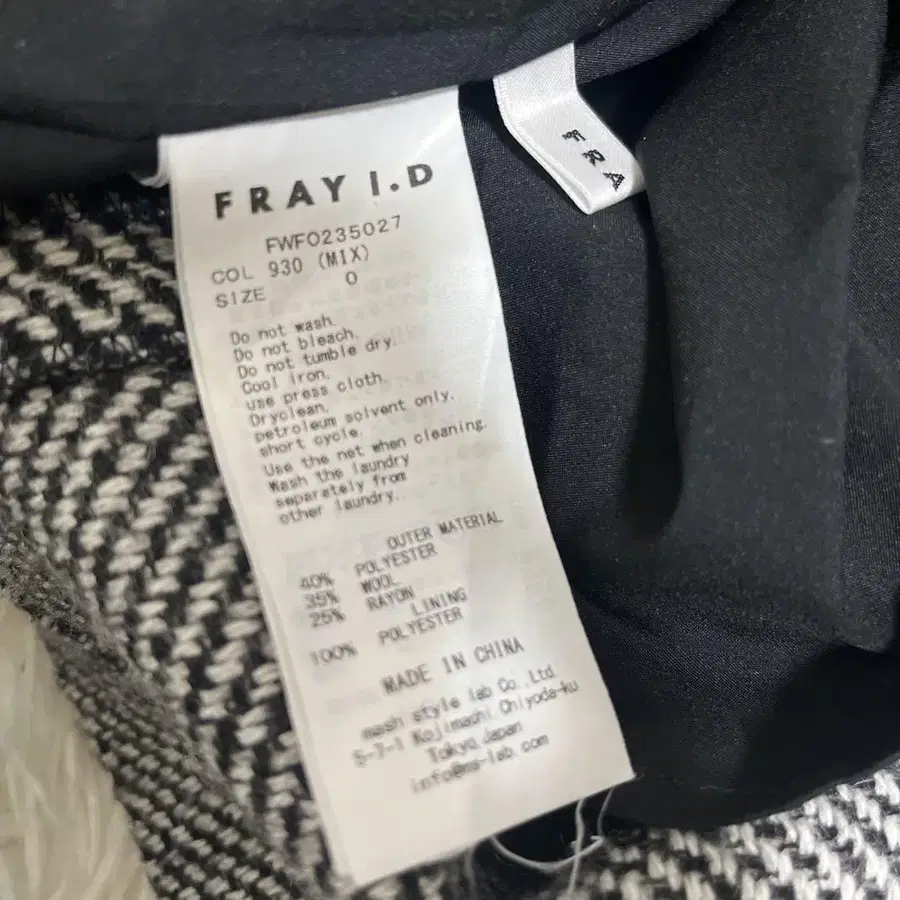 FRAY I.D
FWFO235027
COL 930 (MIX)
SIZE 0
Do not wash.
Do not bleach.
Do not tumble dry.
Cool iron.
use press cloth
Dryclean.
petroleum solvent only.
short cycle.
Use the net when cleaning.
Wash the laundry
separately from
other laundry.
OUTER MATERIAL
40% POLYESTER
35% WOOL
25% RAYON
LINING
100% POLYESTER
MADE IN CHINA
mash style lab Co.,Ltd.
5-7-1 Kojimachi,Chiyoda-ku
Tokyo Japan
info@ms-lab.com
FRA